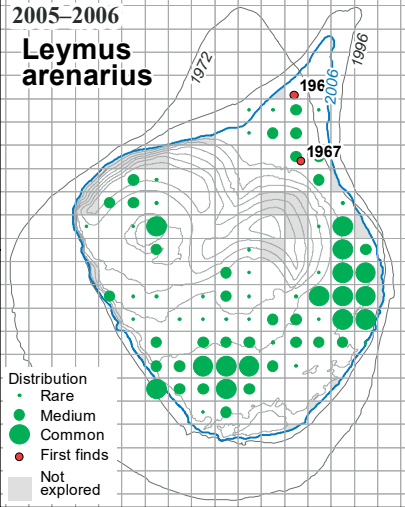 2005–2006
Leymus
arenarius
1972
1996
2006
196
1967
Distribution
Rare
Medium
Common
First finds
Not
explored